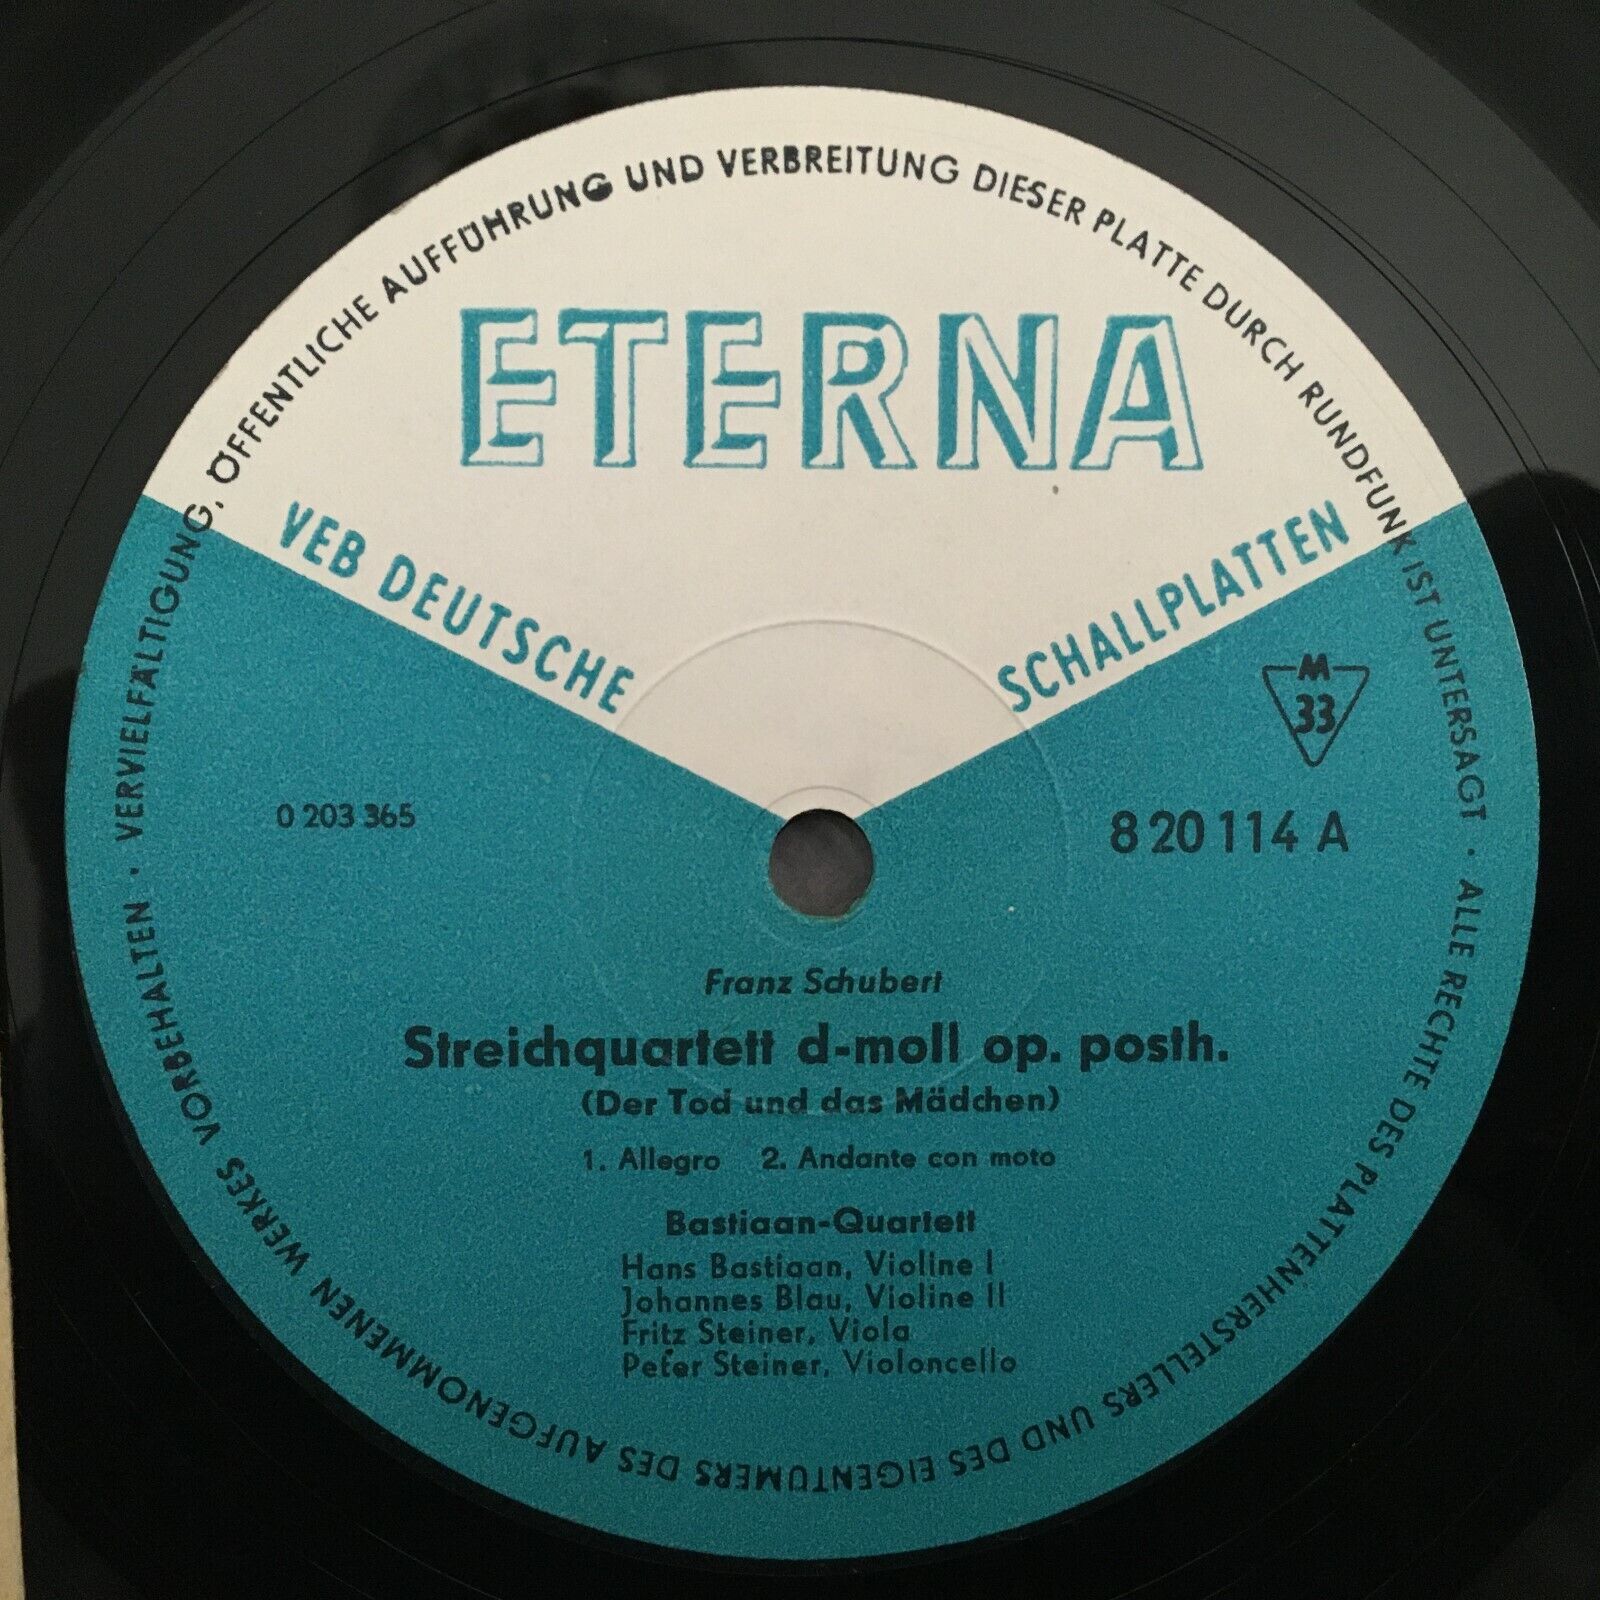 ALLE RECHTE DES PLATTENHERSTELLERS UND DES EIGENTÜMERS DES AUFGENOMMENEN WERKES VORBEHALTEN · VERVIELFÄLTIGUNG, ÖFFENTLICHE AUFFÜHRUNG UND VERBREITUNG DIESER PLATTE DURCH RUNDFUNK IST UNTERSAGT ·
ETERNA
VEB DEUTSCHE SCHALLPLATTEN
M
33
0 203 365
8 20 114 A
Franz Schubert
Streichquartett d-moll op. posth.
(Der Tod und das Mädchen)
1. Allegro 2. Andante con moto
Bastiaan-Quartett
Hans Bastiaan, Violine I
Johannes Blau, Violine II
Fritz Steiner, Viola
Peter Steiner, Violoncello